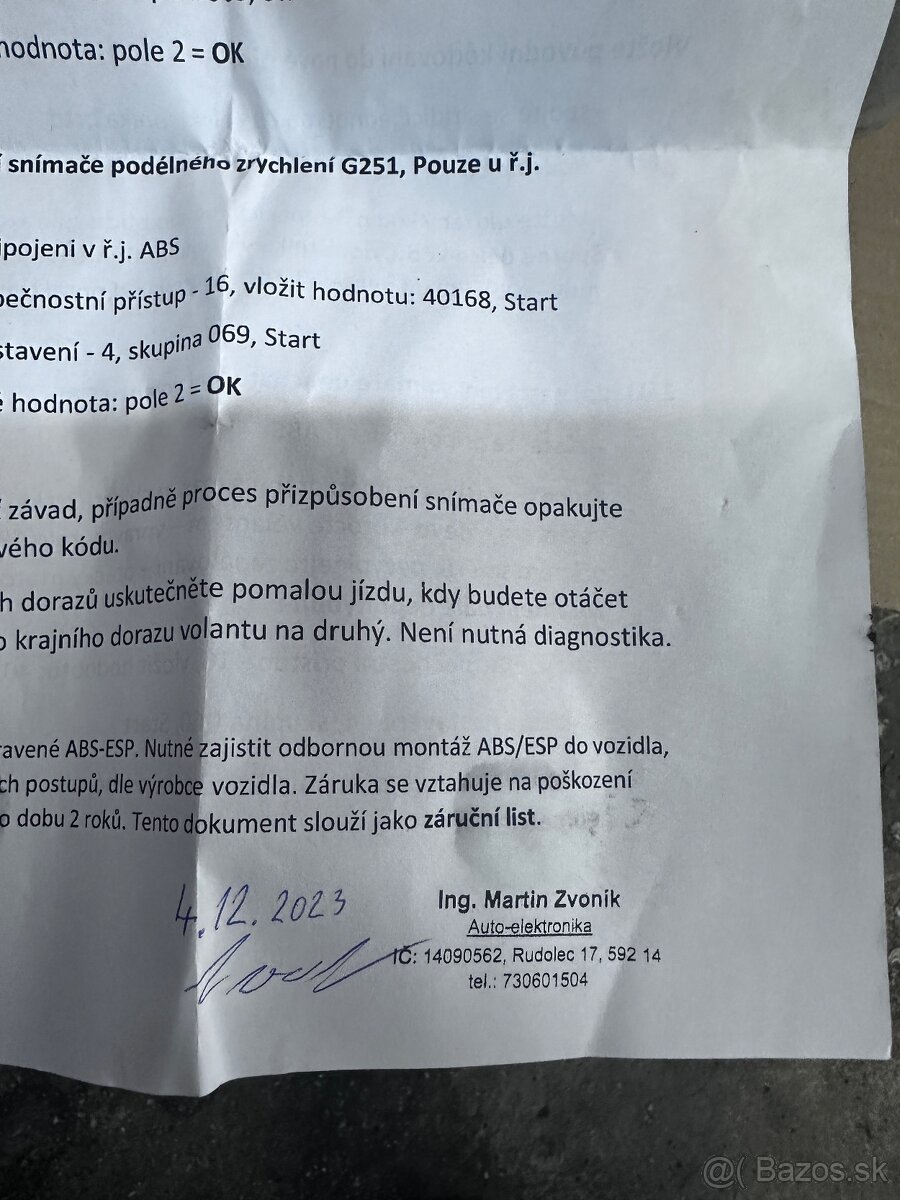 hodnota: pole 2 = OK
snímače podélného zrychlení G251, Pouze u ř.j.
ipojeni v ř.j. ABS
pečnostní přístup - 16, vložit hodnotu: 40168, Start
stavení - 4, skupina 069, Start
é hodnota: pole 2 = OK
závad, případně proces přizpůsobení snímače opakujte
vého kódu.
h dorazů uskutečněte pomalou jízdu, kdy budete otáčet
o krajního dorazu volantu na druhý. Není nutná diagnostika.
ravené ABS-ESP. Nutné zajistit odbornou montáž ABS/ESP do vozidla,
ch postupů, dle výrobce vozidla. Záruka se vztahuje na poškození
o dobu 2 roků. Tento dokument slouží jako záruční list.
4.12.2023
Ing. Martin Zvoník
Auto-elektronika
IČ: 14090562, Rudolec 17, 592 14
tel.: 730601504
@( Bazos.sk